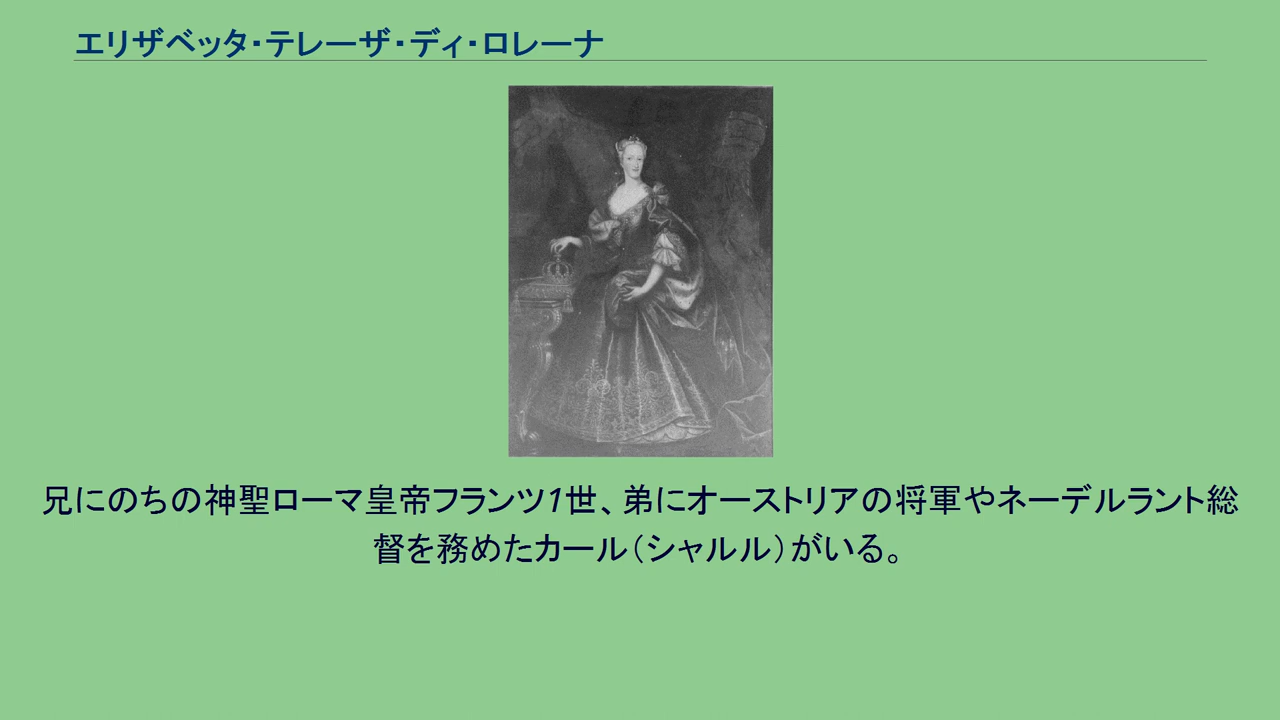 エリザベッタ・テレーザ・ディ・ロレーナ
兄にのちの神聖ローマ皇帝フランツ1世、弟にオーストリアの将軍やネーデルラント総
督を務めたカール(シャルル)がいる。